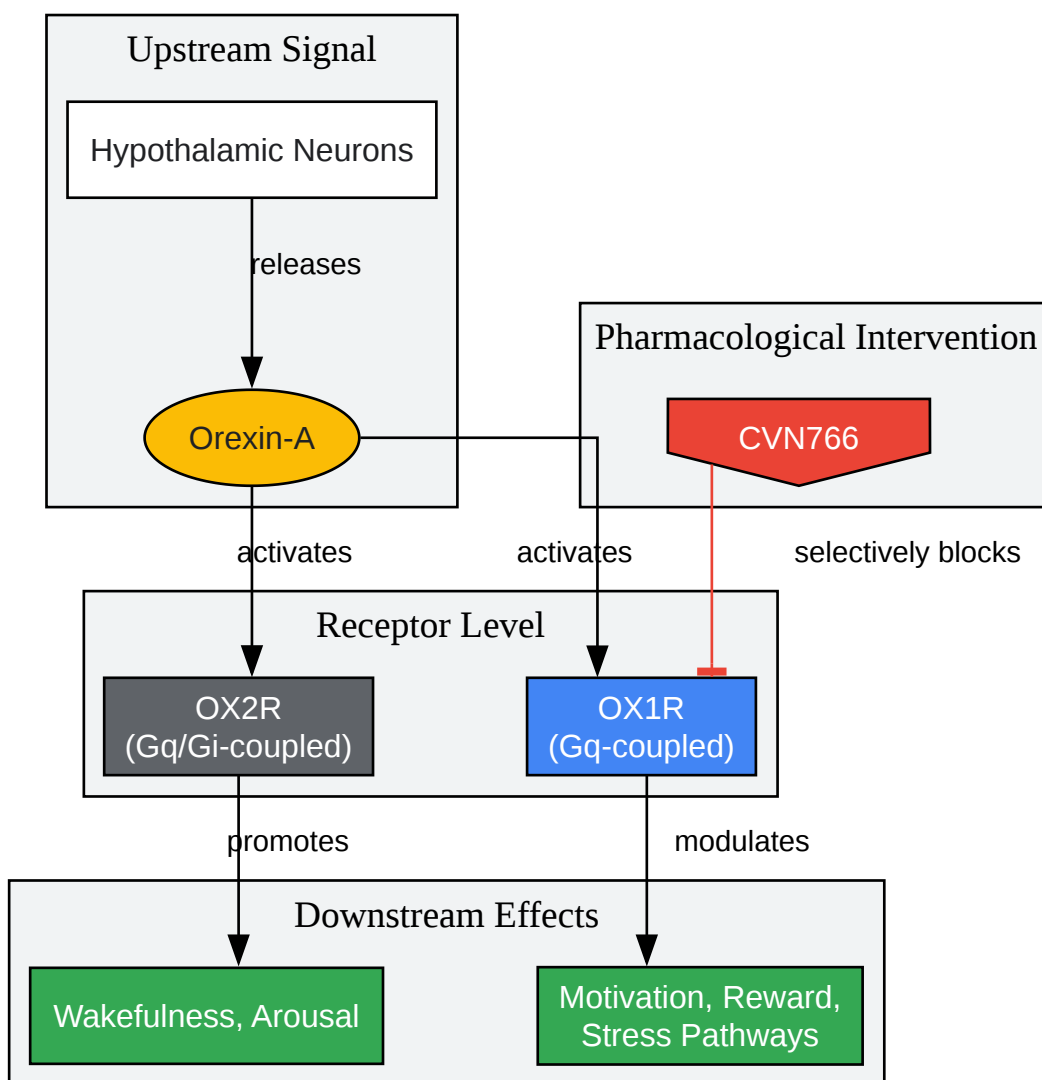 Upstream Signal
Hypothalamic Neurons
releases
Pharmacological Intervention
Orexin-A
CVN766
activates
activates
selectively blocks
Receptor Level
OX2R
(Gq/Gi-coupled)
OX1R
(Gq-coupled)
promotes
modulates
Downstream Effects
Wakefulness, Arousal
Motivation, Reward,
Stress Pathways